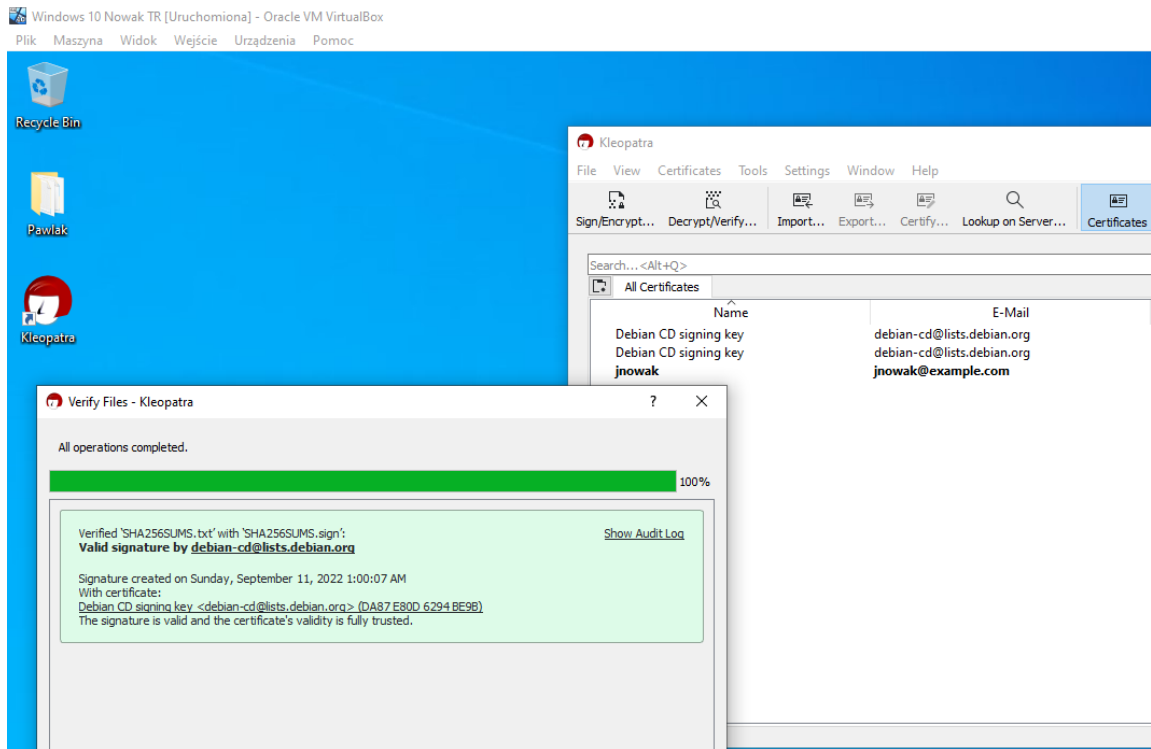 Windows 10 Nowak TR [Uruchomiona] - Oracle VM VirtualBox
Plik Maszyna Widok Wejście Urządzenia Pomoc
Recycle Bin
Pawlak
Kleopatra
Kleopatra
File View Certificates Tools Settings Window Help
Sign/Encrypt... Decrypt/Verify... Import... Export... Certify... Lookup on Server... Certificates
Search...<Alt+Q>
All Certificates
Name E-Mail
Debian CD signing key debian-cd@lists.debian.org
Debian CD signing key debian-cd@lists.debian.org
jnowak jnowak@example.com
Verify Files - Kleopatra ?
All operations completed.
100%
Verified 'SHA256SUMS.txt' with 'SHA256SUMS.sign': Show Audit Log
Valid signature by debian-cd@lists.debian.org
Signature created on Sunday, September 11, 2022 1:00:07 AM
With certificate:
Debian CD signing key <debian-cd@lists.debian.org> (DA87 E80D 6294 BE9B)
The signature is valid and the certificate's validity is fully trusted.